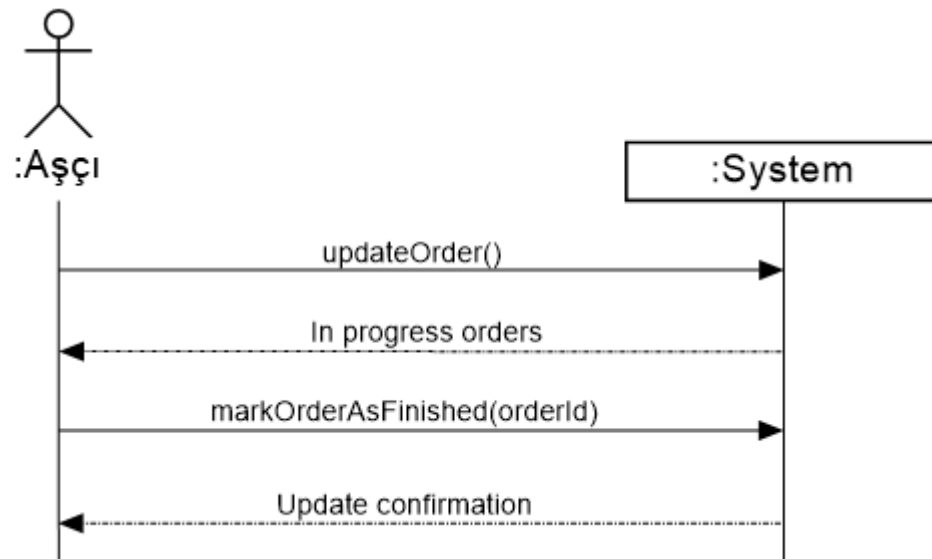 :Aşçı
:System
updateOrder()
In progress orders
markOrderAsFinished(orderId)
Update confirmation